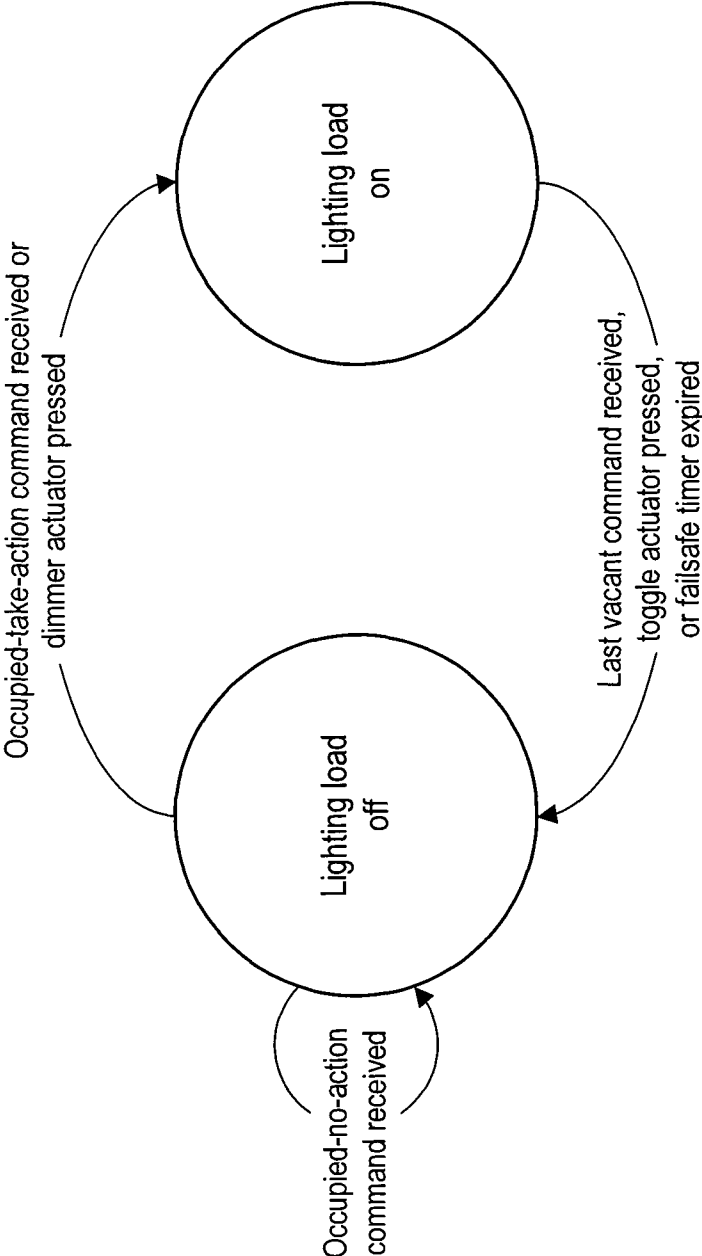 Occupied-take-action command received or
dimmer actuator pressed
Occupied-no-action
command received
Lighting load
off
Lighting load
on
Last vacant command received,
toggle actuator pressed,
or failsafe timer expired